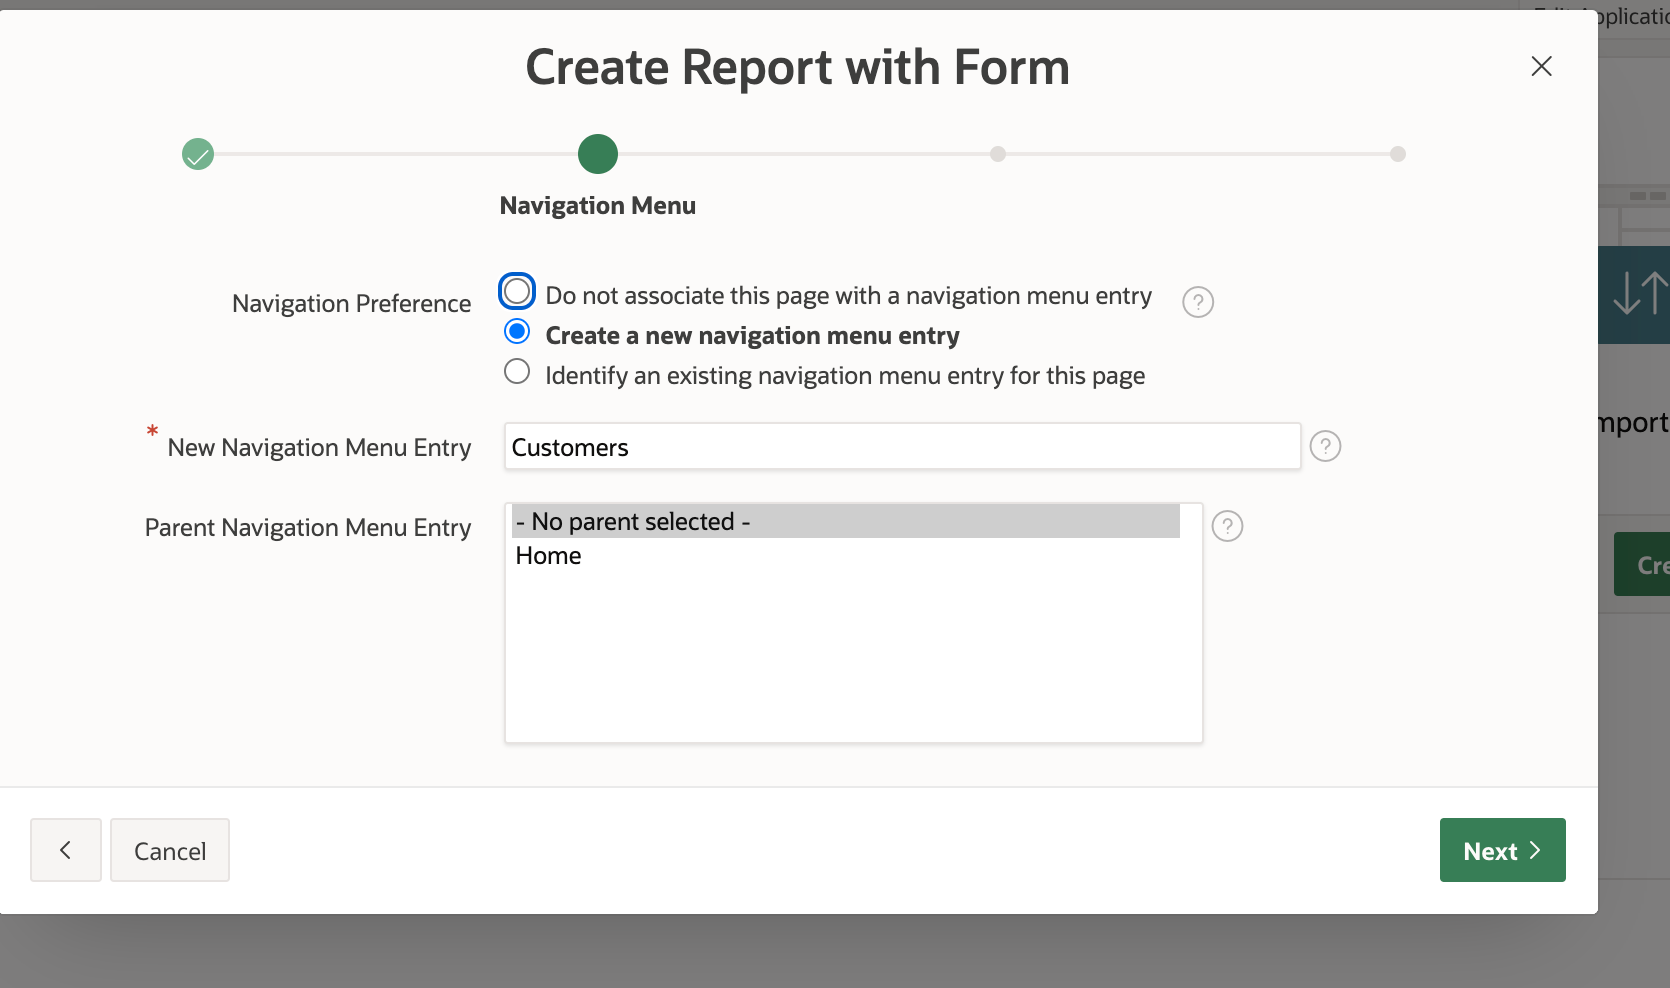 Edit Applicatio
Create Report with Form
Navigation Menu
Navigation Preference
Do not associate this page with a navigation menu entry
?
Create a new navigation menu entry
Identify an existing navigation menu entry for this page
* New Navigation Menu Entry
Customers
?
mport
Parent Navigation Menu Entry
- No parent selected -
?
Home
Cre
Cancel
Next